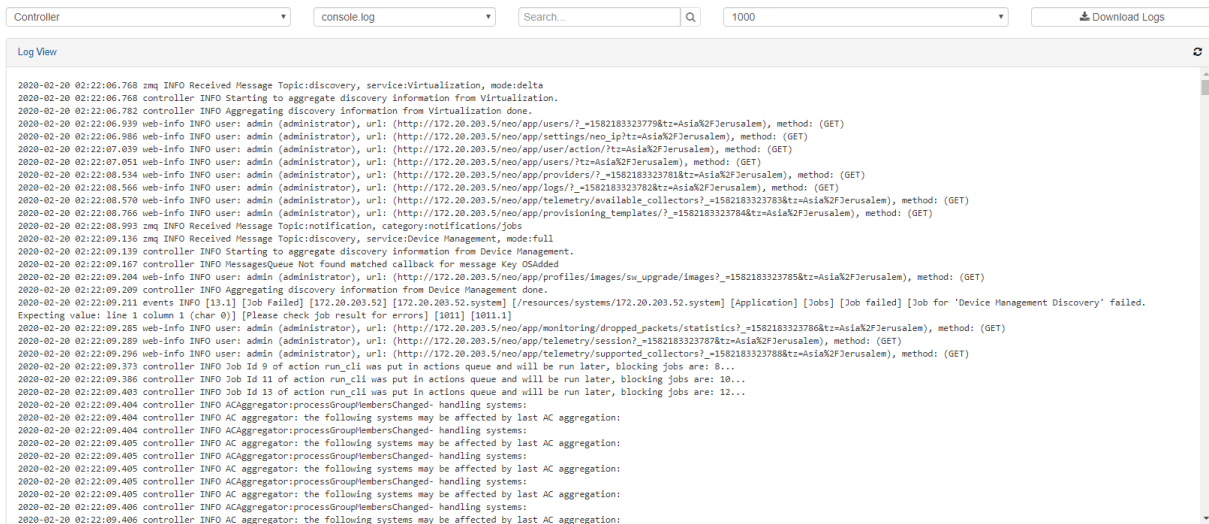 Controller
console.log
Search...
1000
Download Logs
Log View
2020-02-20 02:22:06.768 zmq INFO Received Message Topic:discovery, service:Virtualization, mode:delta
2020-02-20 02:22:06.768 controller INFO Starting to aggregate discovery information from Virtualization.
2020-02-20 02:22:06.782 controller INFO Aggregating discovery information from Virtualization done.
2020-02-20 02:22:06.939 web-info INFO user: admin (administrator), url: (http://172.20.203.5/neo/app/users/?_=1582183323779&tz=Asia%2FJerusalem), method: (GET)
2020-02-20 02:22:06.986 web-info INFO user: admin (administrator), url: (http://172.20.203.5/neo/app/settings/neo_ip?tz=Asia%2FJerusalem), method: (GET)
2020-02-20 02:22:07.039 web-info INFO user: admin (administrator), url: (http://172.20.203.5/neo/app/user/action/?tz=Asia%2FJerusalem), method: (GET)
2020-02-20 02:22:07.051 web-info INFO user: admin (administrator), url: (http://172.20.203.5/neo/app/users/?tz=Asia%2FJerusalem), method: (GET)
2020-02-20 02:22:08.534 web-info INFO user: admin (administrator), url: (http://172.20.203.5/neo/app/providers/?_=1582183323781&tz=Asia%2FJerusalem), method: (GET)
2020-02-20 02:22:08.566 web-info INFO user: admin (administrator), url: (http://172.20.203.5/neo/app/logs/?_=1582183323782&tz=Asia%2FJerusalem), method: (GET)
2020-02-20 02:22:08.570 web-info INFO user: admin (administrator), url: (http://172.20.203.5/neo/app/telemetry/available_collectors?_=1582183323783&tz=Asia%2FJerusalem), method: (GET)
2020-02-20 02:22:08.766 web-info INFO user: admin (administrator), url: (http://172.20.203.5/neo/app/provisioning_templates/?_=1582183323784&tz=Asia%2FJerusalem), method: (GET)
2020-02-20 02:22:08.993 zmq INFO Received Message Topic:notification, category:notifications/jobs
2020-02-20 02:22:09.136 zmq INFO Received Message Topic:discovery, service:Device Management, mode:full
2020-02-20 02:22:09.139 controller INFO Starting to aggregate discovery information from Device Management.
2020-02-20 02:22:09.167 controller INFO MessagesQueue Not found matched callback for message Key OSAdded
2020-02-20 02:22:09.204 web-info INFO user: admin (administrator), url: (http://172.20.203.5/neo/app/profiles/images/sw_upgrade/images?_=1582183323785&tz=Asia%2FJerusalem), method: (GET)
2020-02-20 02:22:09.209 controller INFO Aggregating discovery information from Device Management done.
2020-02-20 02:22:09.211 events INFO [13.1] [Job Failed] [172.20.203.52] [172.20.203.52.system] [/resources/systems/172.20.203.52.system] [Application] [Jobs] [Job failed] [Job for 'Device Management Discovery' failed.
Expecting value: line 1 column 1 (char 0)] [Please check job result for errors] [1011] [1011.1]
2020-02-20 02:22:09.285 web-info INFO user: admin (administrator), url: (http://172.20.203.5/neo/app/monitoring/dropped_packets/statistics?_=1582183323786&tz=Asia%2FJerusalem), method: (GET)
2020-02-20 02:22:09.289 web-info INFO user: admin (administrator), url: (http://172.20.203.5/neo/app/telemetry/session?_=1582183323787&tz=Asia%2FJerusalem), method: (GET)
2020-02-20 02:22:09.296 web-info INFO user: admin (administrator), url: (http://172.20.203.5/neo/app/telemetry/supported_collectors?_=1582183323788&tz=Asia%2FJerusalem), method: (GET)
2020-02-20 02:22:09.373 controller INFO Job Id 9 of action run_cli was put in actions queue and will be run later, blocking jobs are: 8...
2020-02-20 02:22:09.386 controller INFO Job Id 11 of action run_cli was put in actions queue and will be run later, blocking jobs are: 10...
2020-02-20 02:22:09.403 controller INFO Job Id 13 of action run_cli was put in actions queue and will be run later, blocking jobs are: 12...
2020-02-20 02:22:09.404 controller INFO ACAggregator:processGroupMembersChanged- handling systems:
2020-02-20 02:22:09.404 controller INFO AC aggregator: the following systems may be affected by last AC aggregation:
2020-02-20 02:22:09.404 controller INFO ACAggregator:processGroupMembersChanged- handling systems:
2020-02-20 02:22:09.405 controller INFO AC aggregator: the following systems may be affected by last AC aggregation:
2020-02-20 02:22:09.405 controller INFO ACAggregator:processGroupMembersChanged- handling systems:
2020-02-20 02:22:09.405 controller INFO AC aggregator: the following systems may be affected by last AC aggregation:
2020-02-20 02:22:09.405 controller INFO ACAggregator:processGroupMembersChanged- handling systems:
2020-02-20 02:22:09.405 controller INFO AC aggregator: the following systems may be affected by last AC aggregation:
2020-02-20 02:22:09.406 controller INFO ACAggregator:processGroupMembersChanged- handling systems:
2020-02-20 02:22:09.406 controller INFO AC aggregator: the following systems may be affected by last AC aggregation: